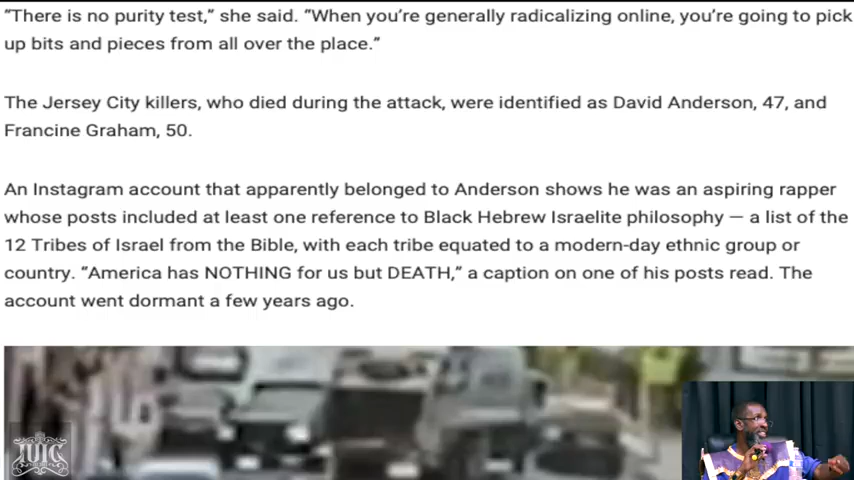 “There is no purity test,” she said. “When you’re generally radicalizing online, you’re going to pick
up bits and pieces from all over the place.”
The Jersey City killers, who died during the attack, were identified as David Anderson, 47, and
Francine Graham, 50.
An Instagram account that apparently belonged to Anderson shows he was an aspiring rapper
whose posts included at least one reference to Black Hebrew Israelite philosophy — a list of the
12 Tribes of Israel from the Bible, with each tribe equated to a modern-day ethnic group or
country. “America has NOTHING for us but DEATH,” a caption on one of his posts read. The
account went dormant a few years ago.
IUIC